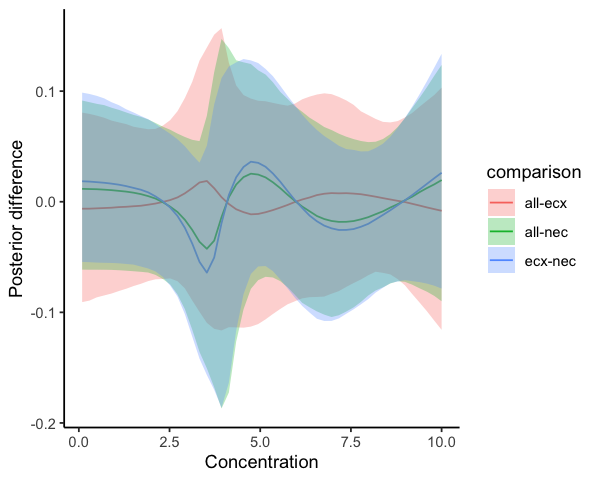 Posterior difference
0.1
0.0
-0.1
-0.2
0.0 2.5 5.0 7.5 10.0
Concentration
comparison
all-ecx
all-nec
ecx-nec